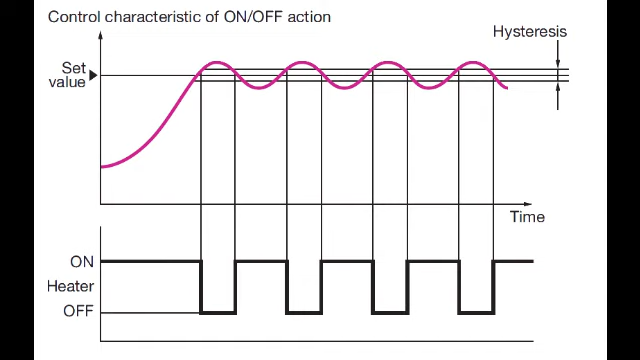 Control characteristic of ON/OFF action
Hysteresis
Set
value
Time
ON
Heater
OFF